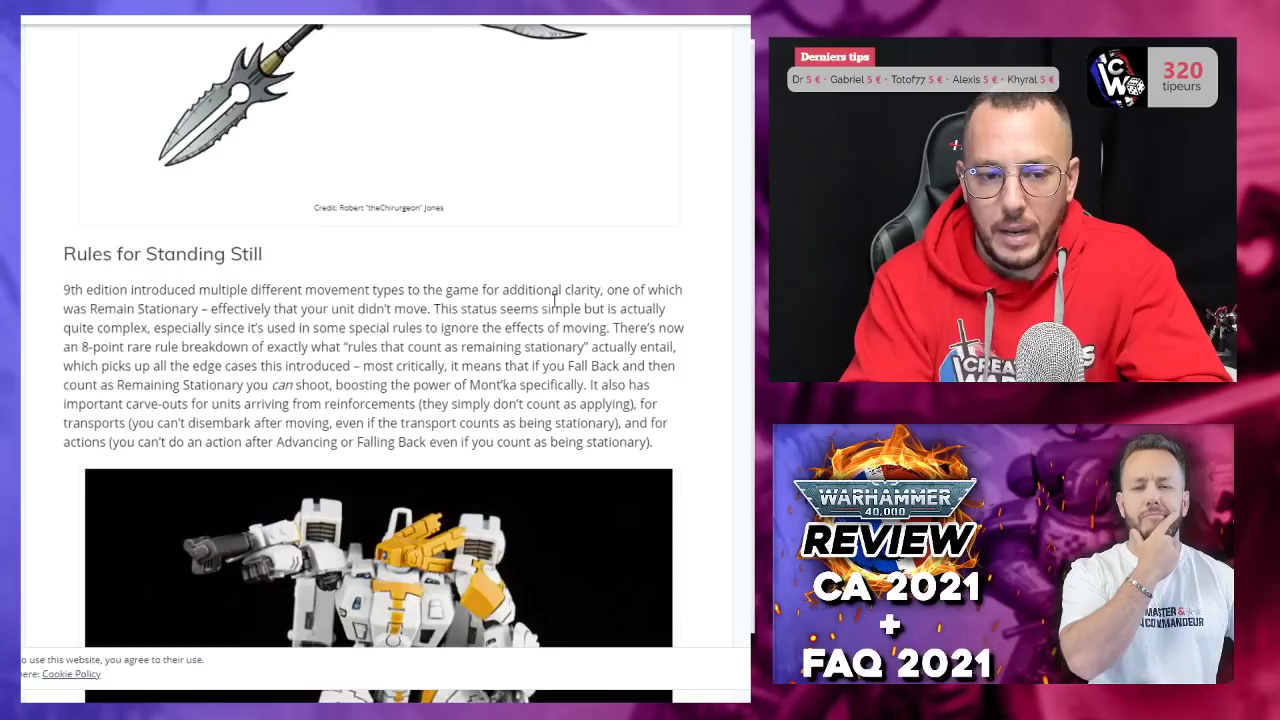 Credit: Robert "theChirurgeon" Jones
Rules for Standing Still
9th edition introduced multiple different movement types to the game for additional clarity, one of which
was Remain Stationary – effectively that your unit didn't move. This status seems simple but is actually
quite complex, especially since it's used in some special rules to ignore the effects of moving. There's now
an 8-point rare rule breakdown of exactly what "rules that count as remaining stationary" actually entail,
which picks up all the edge cases this introduced – most critically, it means that if you Fall Back and then
count as Remaining Stationary you can shoot, boosting the power of Mont'ka specifically. It also has
important carve-outs for units arriving from reinforcements (they simply don't count as applying), for
transports (you can't disembark after moving, even if the transport counts as being stationary), and for
actions (you can't do an action after Advancing or Falling Back even if you count as being stationary).
o use this website, you agree to their use.
ere: Cookie Policy
Derniers tips
Dr 5 € · Gabriel 5 € · Totof77 5 € · Alexis 5 € · Khyral 5 €
CW
320
tipeurs
WARHAMMER
40,000
REVIEW
CA 2021
+
FAQ 2021
MASTER &
N COMMANDEUR